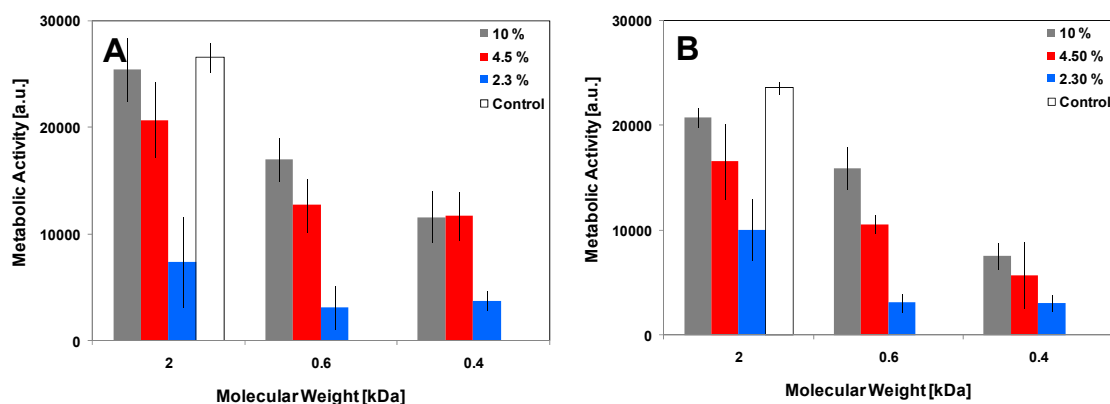 A
30000
20000
10000
0
Metabolic Activity [a.u.]
10 %
4.5 %
2.3 %
Control
2 0.6 0.4
Molecular Weight [kDa]
B
30000
20000
10000
0
Metabolic Activity [a.u.]
10 %
4.50 %
2.30 %
Control
2 0.6 0.4
Molecular Weight [kDa]